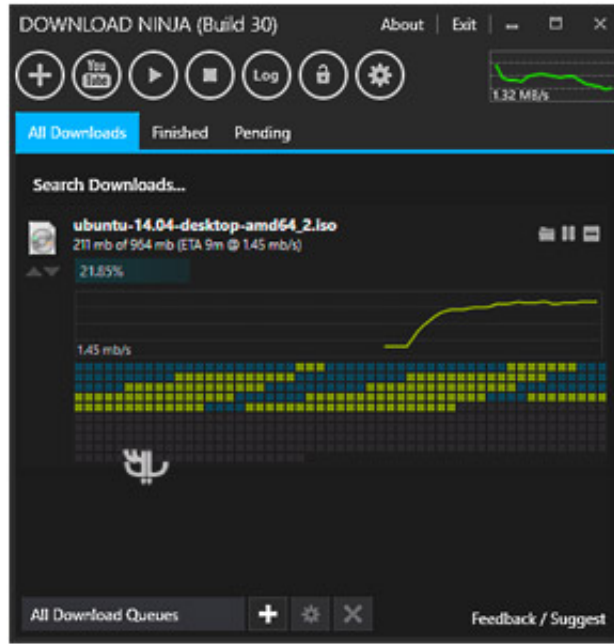 DOWNLOAD NINJA (Build 30)
About
Exit
You
Tube
Log
1.32 MB/s
All Downloads
Finished
Pending
Search Downloads...
ubuntu-14.04-desktop-amd64_2.iso
211 mb of 964 mb (ETA 9m @ 1.45 mb/s)
21.85%
1.45 mb/s
All Download Queues
Feedback / Suggest